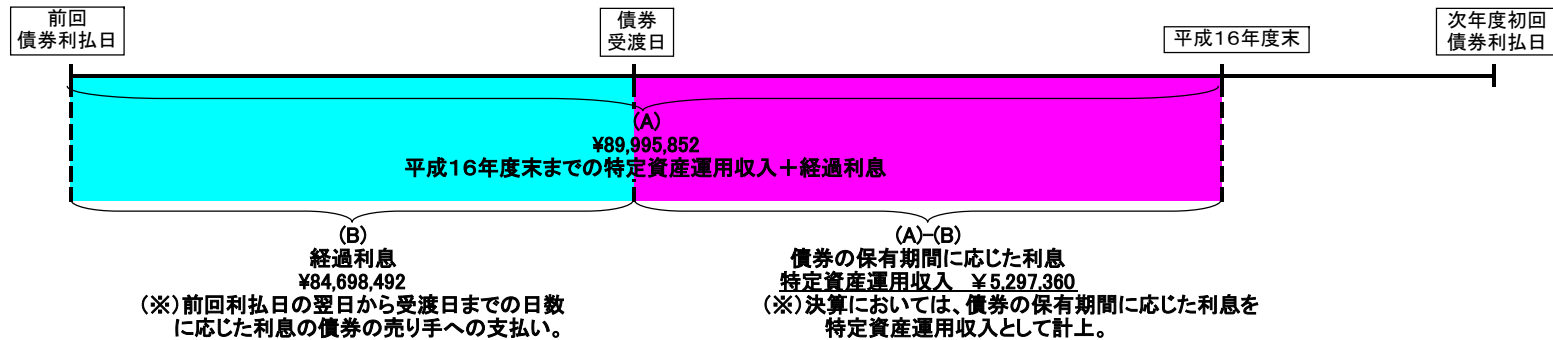 前回
債券利払日
債券
受渡日
平成16年度末
次年度初回
債券利払日
(A)
¥89,995,852
平成16年度末までの特定資産運用収入＋経過利息
(B)
経過利息
¥84,698,492
（※）前回利払日の翌日から受渡日までの日数
に応じた利息の債券の売り手への支払い。
(A)-(B)
債券の保有期間に応じた利息
特定資産運用収入　￥5,297,360
（※）決算においては、債券の保有期間に応じた利息を
特定資産運用収入として計上。